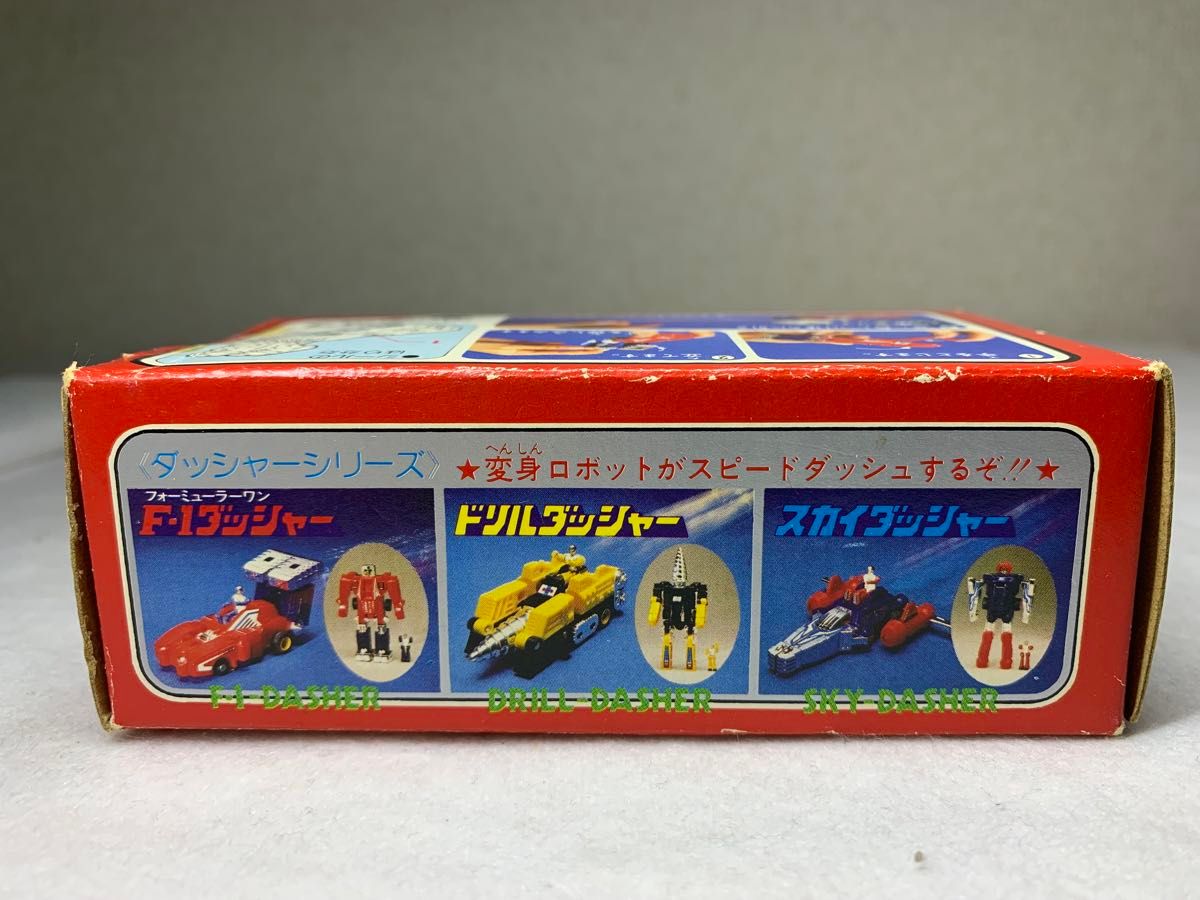 《ダッシャーシリーズ》
へんしん
★変身ロボットがスピードダッシュするぞ!!★
フォーミューラーワン
F-1ダッシャー
ドリルダッシャー
スカイダッシャー
F-1-DASHER
DRILL-DASHER
SKY-DASHER